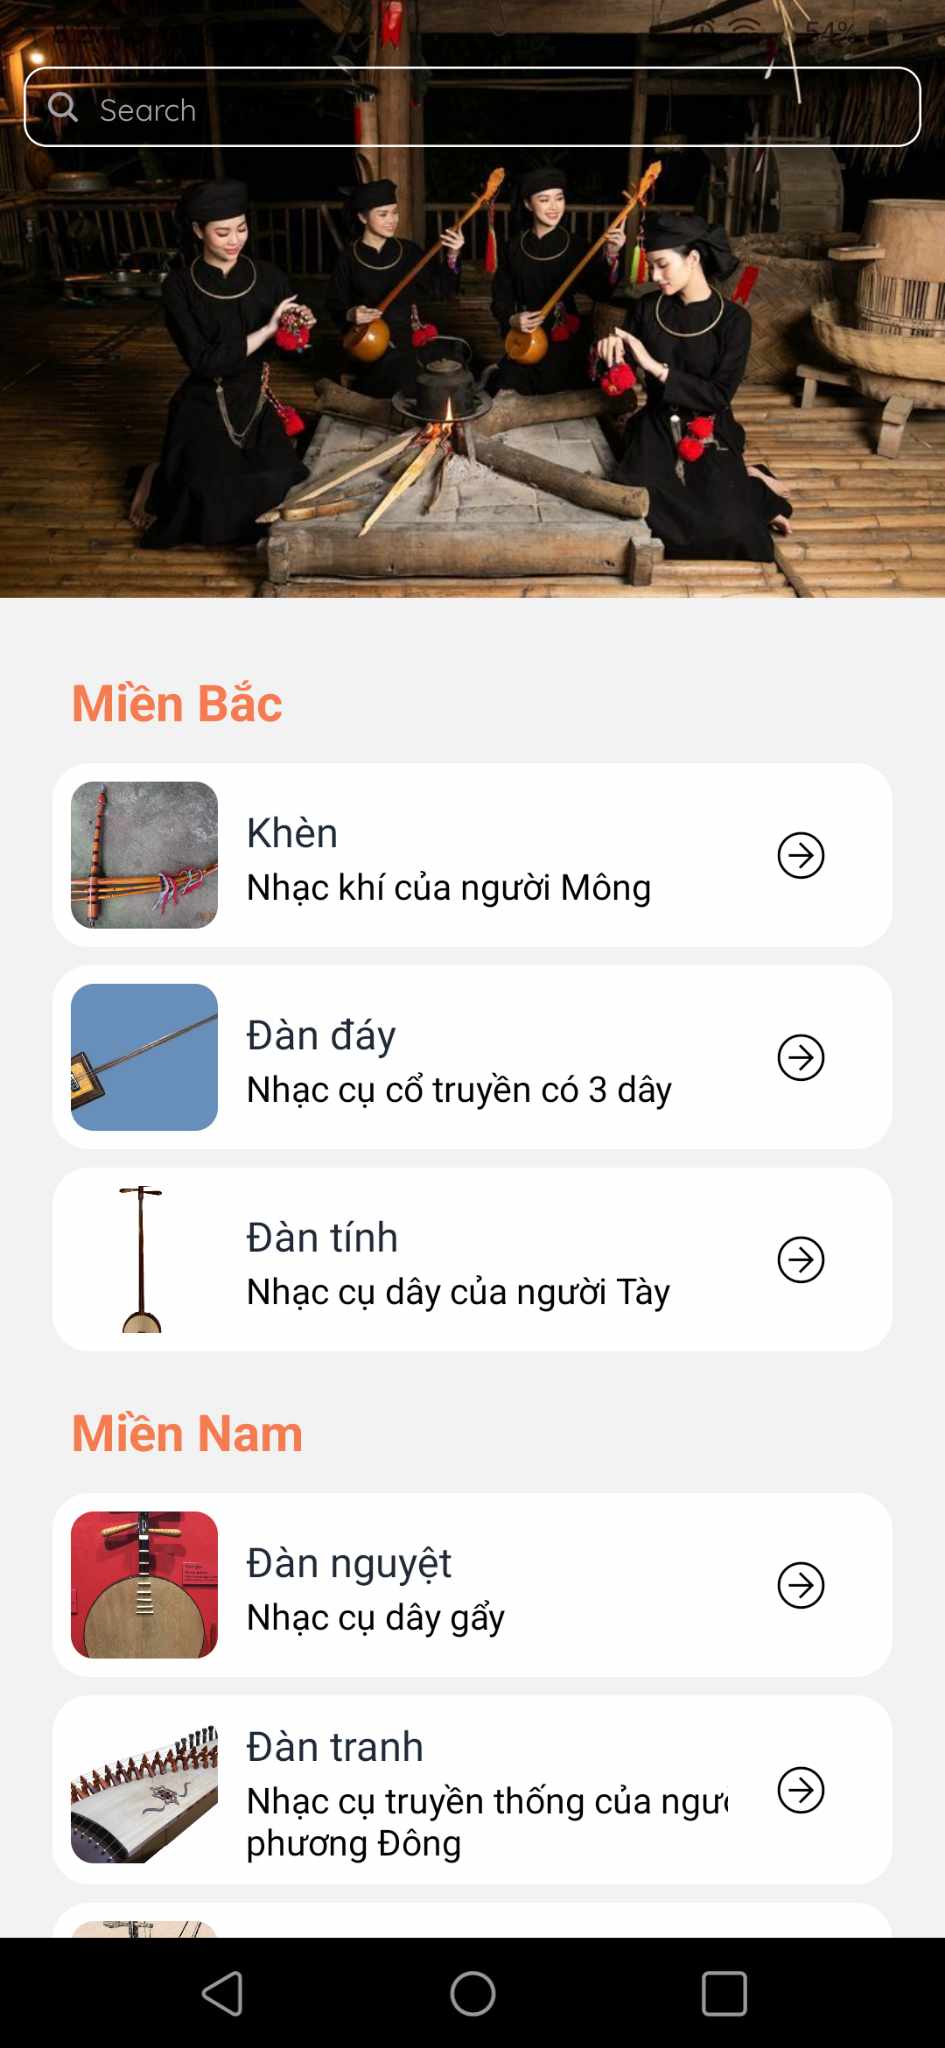 54%
Search
Miền Bắc
Khèn
Nhạc khí của người Mông
Đàn đáy
Nhạc cụ cổ truyền có 3 dây
Đàn tính
Nhạc cụ dây của người Tày
Miền Nam
Đàn nguyệt
Nhạc cụ dây gẩy
Đàn tranh
Nhạc cụ truyền thống của ngư
phương Đông